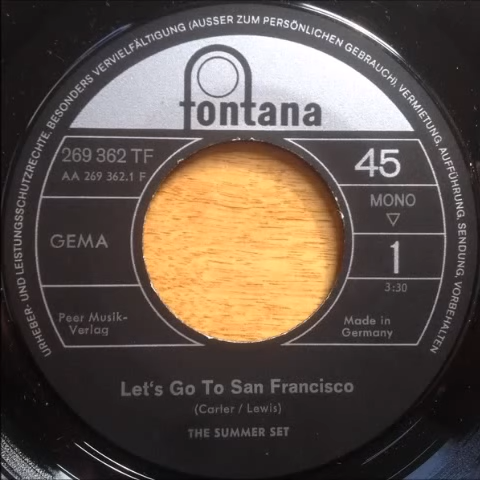 URHEBER- UND LEISTUNGSSCHUTZRECHTE, BESONDERS VERVIELFÄLTIGUNG (AUSSER ZUM PERSÖNLICHEN GEBRAUCH), VERMIETUNG, AUFFÜHRUNG, SENDUNG, VORBEHALTEN
fontana
269 362 TF
AA 269 362.1 F
45
MONO
▽
GEMA
1
3:30
Peer Musik-
Verlag
Made in
Germany
Let's Go To San Francisco
(Carter / Lewis)
THE SUMMER SET